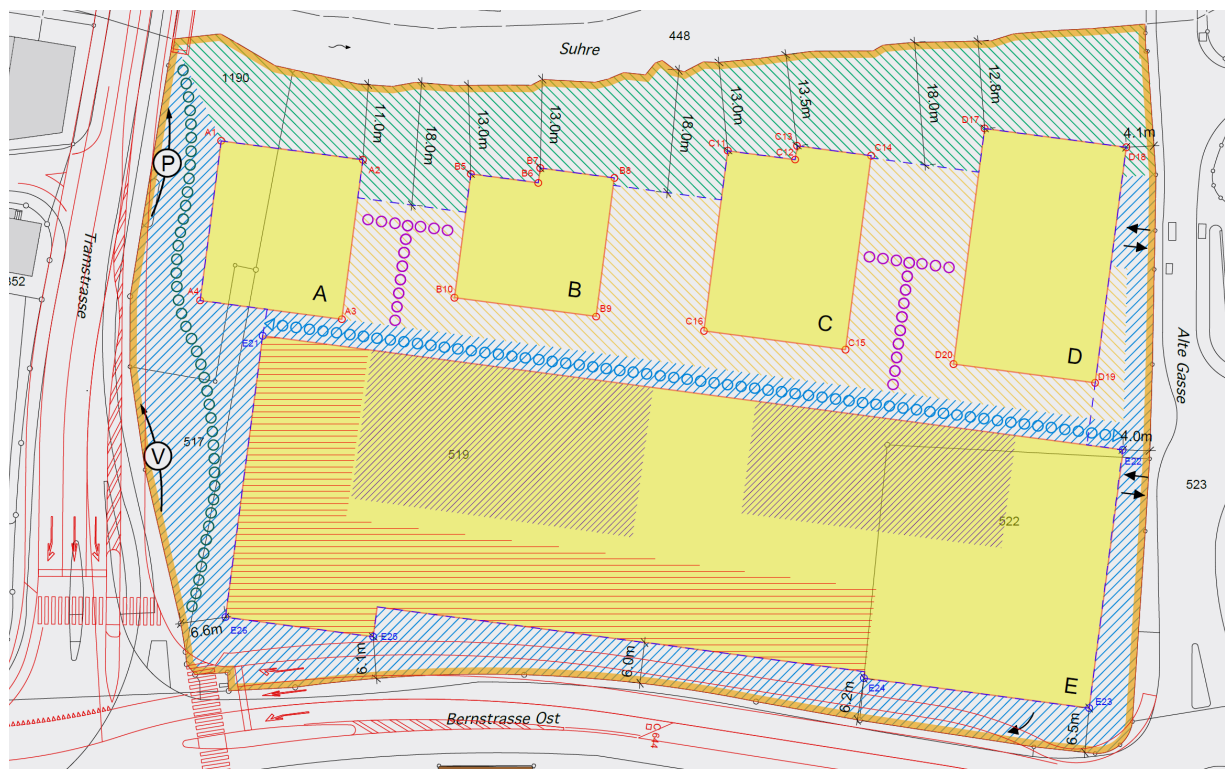 448
Suhre
1190
12.8m
13.5m
13.0m
18.0m
11.0m
18.0m
13.0m
13.0m
18.0m
D17
4.1m
A1
C13
C11
C12
C14
D18
P
A2
B7
B5
B6
B8
Tramstrasse
A4
A
A3
B10
B
B9
C16
C
C15
D20
D
D19
Alte Gasse
E21
517
V
519
4.0m
E22
523
522
E26
6.6m
E25
6.1m
6.0m
E24
6.2m
E
E23
6.5m
Bernstrasse Ost